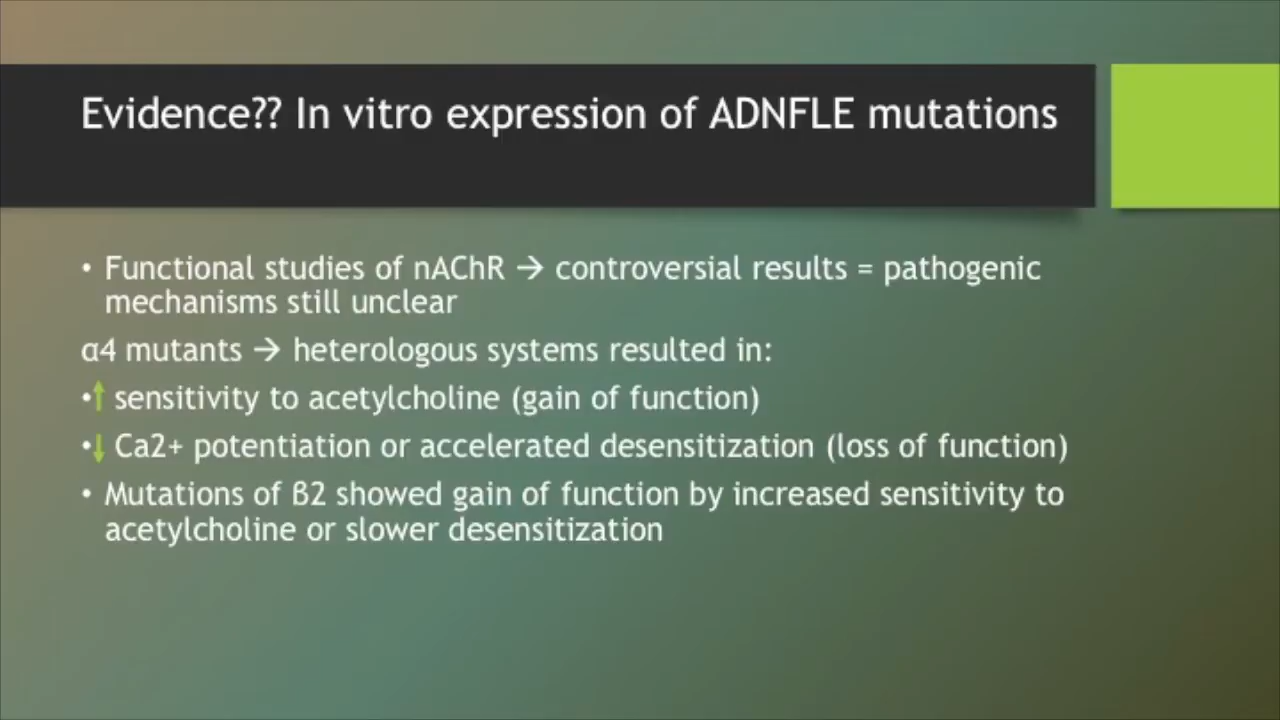 Evidence?? In vitro expression of ADNFLE mutations
• Functional studies of nAChR → controversial results = pathogenic
mechanisms still unclear
α4 mutants → heterologous systems resulted in:
•↑ sensitivity to acetylcholine (gain of function)
•↓ Ca2+ potentiation or accelerated desensitization (loss of function)
• Mutations of ß2 showed gain of function by increased sensitivity to
acetylcholine or slower desensitization